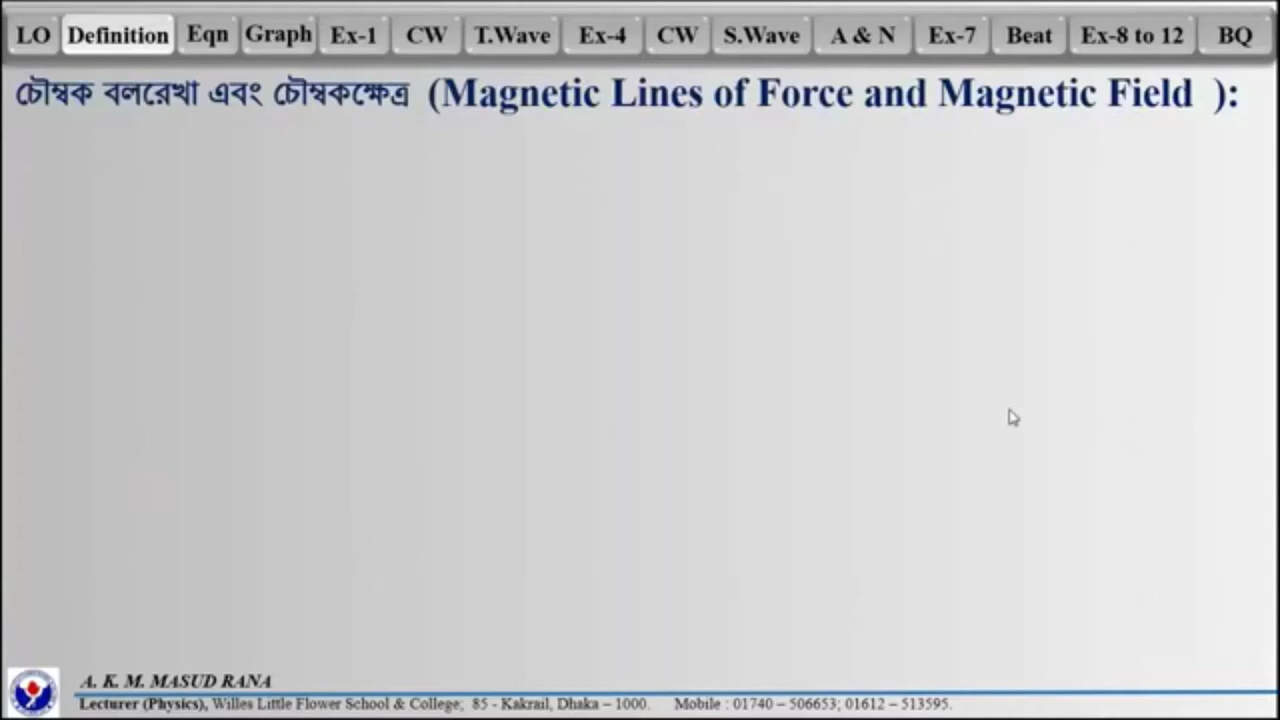 LO Definition Eqn Graph Ex-1 CW T.Wave Ex-4 CW S.Wave A & N Ex-7 Beat Ex-8 to 12 BQ
চৌম্বক বলরেখা এবং চৌম্বকক্ষেত্র (Magnetic Lines of Force and Magnetic Field ):
A. K. M. MASUD RANA
Lecturer (Physics), Willes Little Flower School & College; 85 - Kakrail, Dhaka – 1000. Mobile : 01740 – 506653; 01612 – 513595.